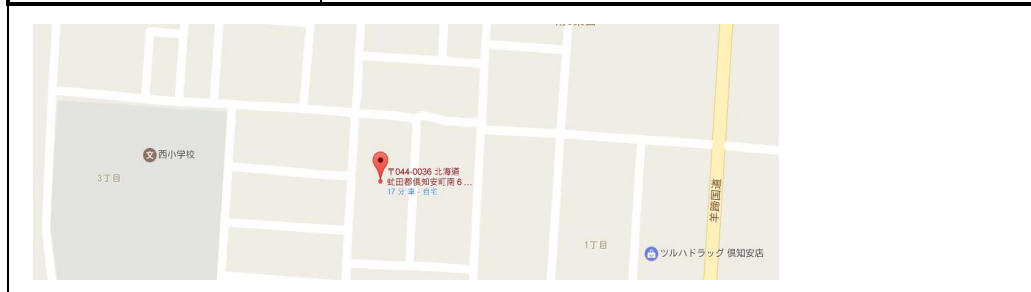 文 西小学校
3丁目
〒044-0036 北海道
虻田郡倶知安町南6...
17 分 車 - 自宅
羊蹄国道
1丁目
ツルハドラッグ 倶知安店